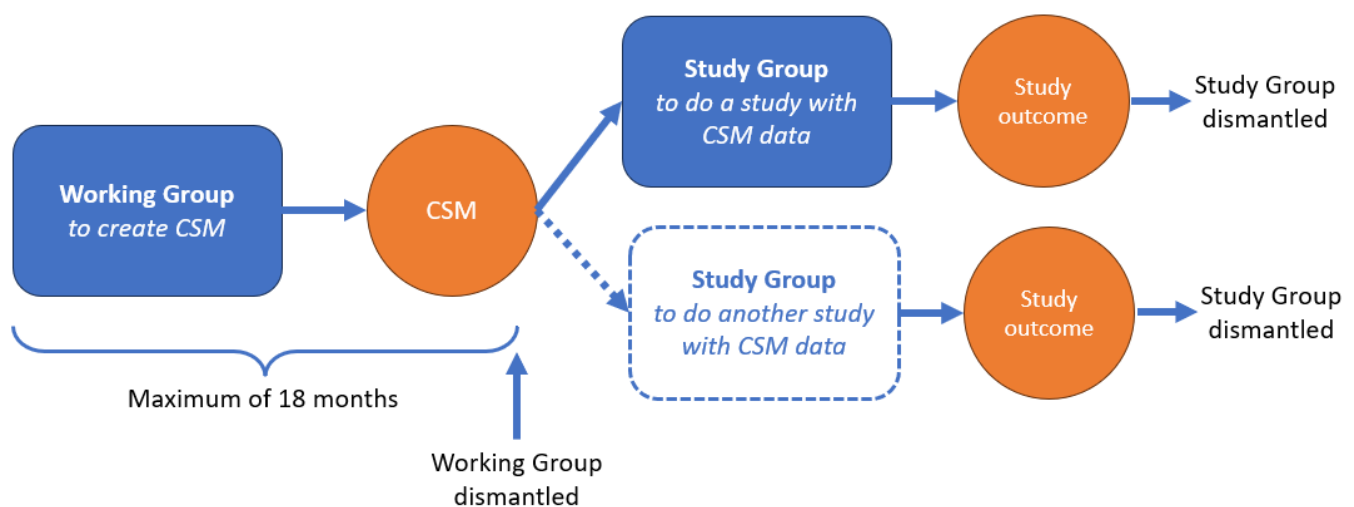 Working Group
to create CSM
CSM
Maximum of 18 months
Working Group
dismantled
Study Group
to do a study with
CSM data
Study
outcome
Study Group
dismantled
Study Group
to do another study
with CSM data
Study
outcome
Study Group
dismantled